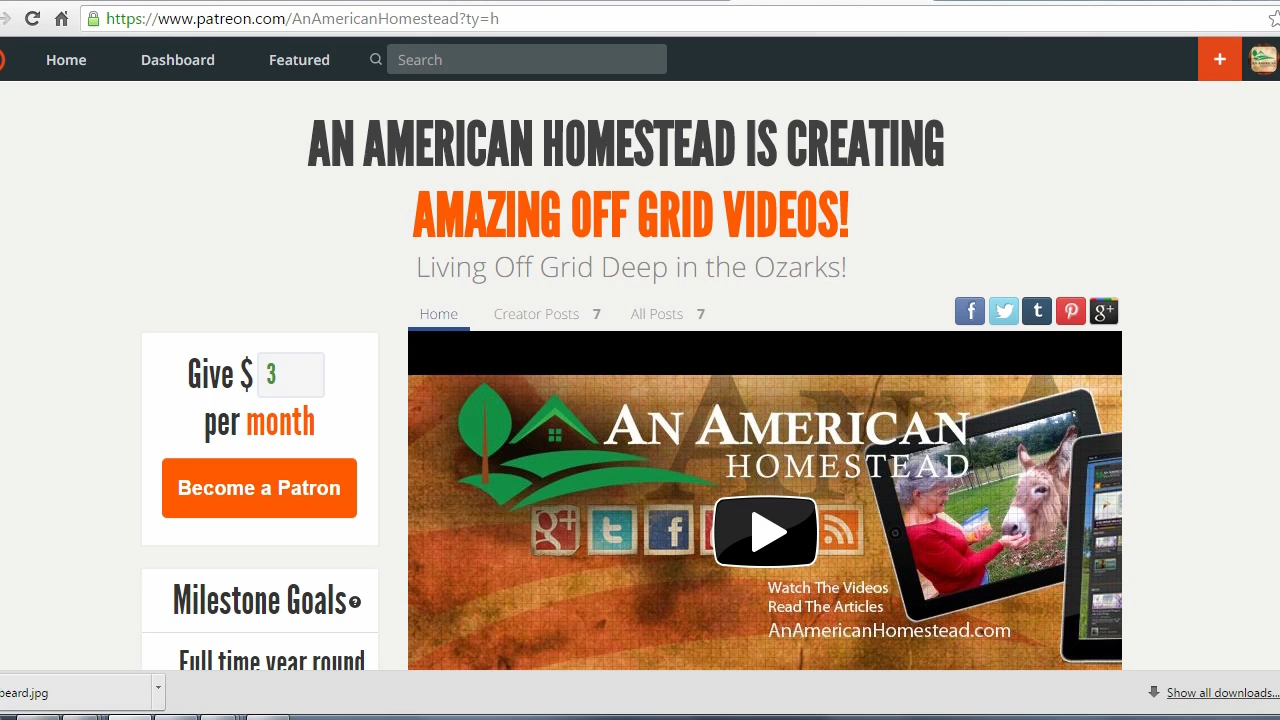 https://www.patreon.com/AnAmericanHomestead?ty=h
Home Dashboard Featured Search +
AN AMERICAN HOMESTEAD IS CREATING
AMAZING OFF GRID VIDEOS!
Living Off Grid Deep in the Ozarks!
Home Creator Posts 7 All Posts 7
f t g+
Give $ 3
per month
Become a Patron
Milestone Goals ?
Full time year round
AN AMERICAN
HOMESTEAD
g+ t f
Watch The Videos
Read The Articles
AnAmericanHomestead.com
beard.jpg
Show all downloads...